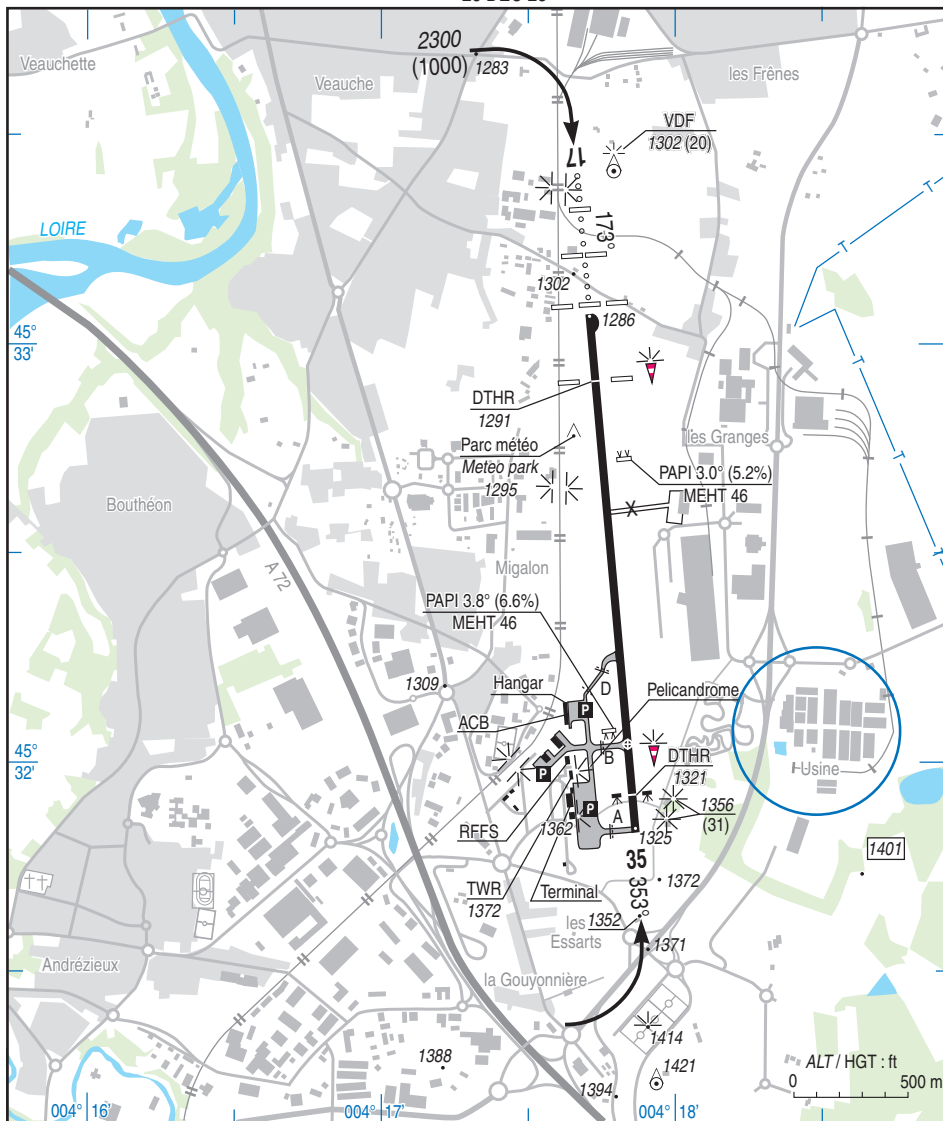 2300
(1000)
1283
Veauchette
Veauche
les Frênes
VDF
1302 (20)
17
173°
LOIRE
1302
1286
45°
33'
DTHR
1291
les Granges
Parc météo
Meteo park
1295
PAPI 3.0° (5.2%)
MEHT 46
Bouthéon
A 72
Migalon
PAPI 3.8° (6.6%)
MEHT 46
1309
Hangar
D
Pelicandrome
ACB
P
B
45°
32'
DTHR
1321
Usine
P
P
A
1356
(31)
RFFS
1362
1325
1401
35
353°
TWR
1372
Terminal
1372
1352
les
Essarts
1371
Andrézieux
la Gouyonnière
1414
1388
1421
1394
ALT / HGT : ft
0
500 m
004° 16'
004° 17'
004° 18'
T
T
T
T